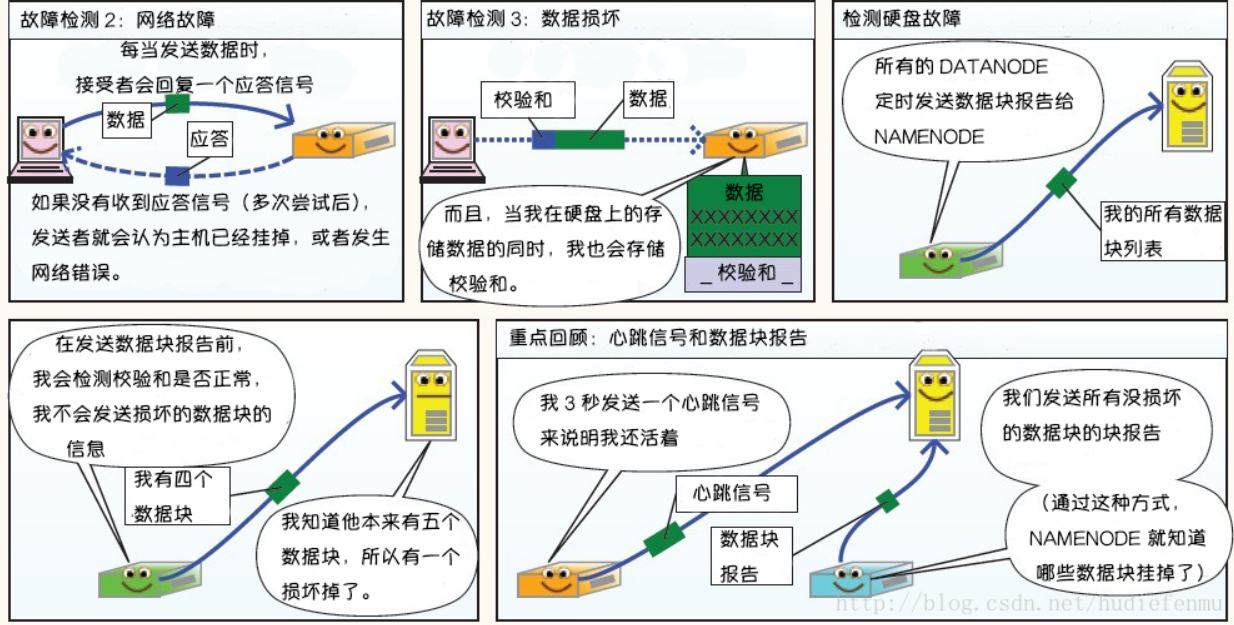 故障检测2：网络故障
每当发送数据时，
接受者会回复一个应答信号
数据
应答
如果没有收到应答信号（多次尝试后），
发送者就会认为主机已经挂掉，或者发生
网络错误。
故障检测3：数据损坏
校验和
数据
而且，当我在硬盘上的存
储数据的同时，我也会存储
校验和。
数据
XXXXXXXX
XXXXXXXX
_ 校验和 _
检测硬盘故障
所有的 DATANODE
定时发送数据块报告给
NAMENODE
我的所有数据
块列表
在发送数据块报告前，
我会检测校验和是否正常，
我不会发送损坏的数据块的
信息
我有四个
数据块
我知道他本来有五个
数据块，所以有一个
损坏掉了。
重点回顾：心跳信号和数据块报告
我3秒发送一个心跳信号
来说明我还活着
心跳信号
数据块
报告
我们发送所有没损坏
的数据块的块报告
（通过这种方式，
NAMENODE 就知道
哪些数据块挂掉了）
http://blog.csdn.net/hudiefenmu